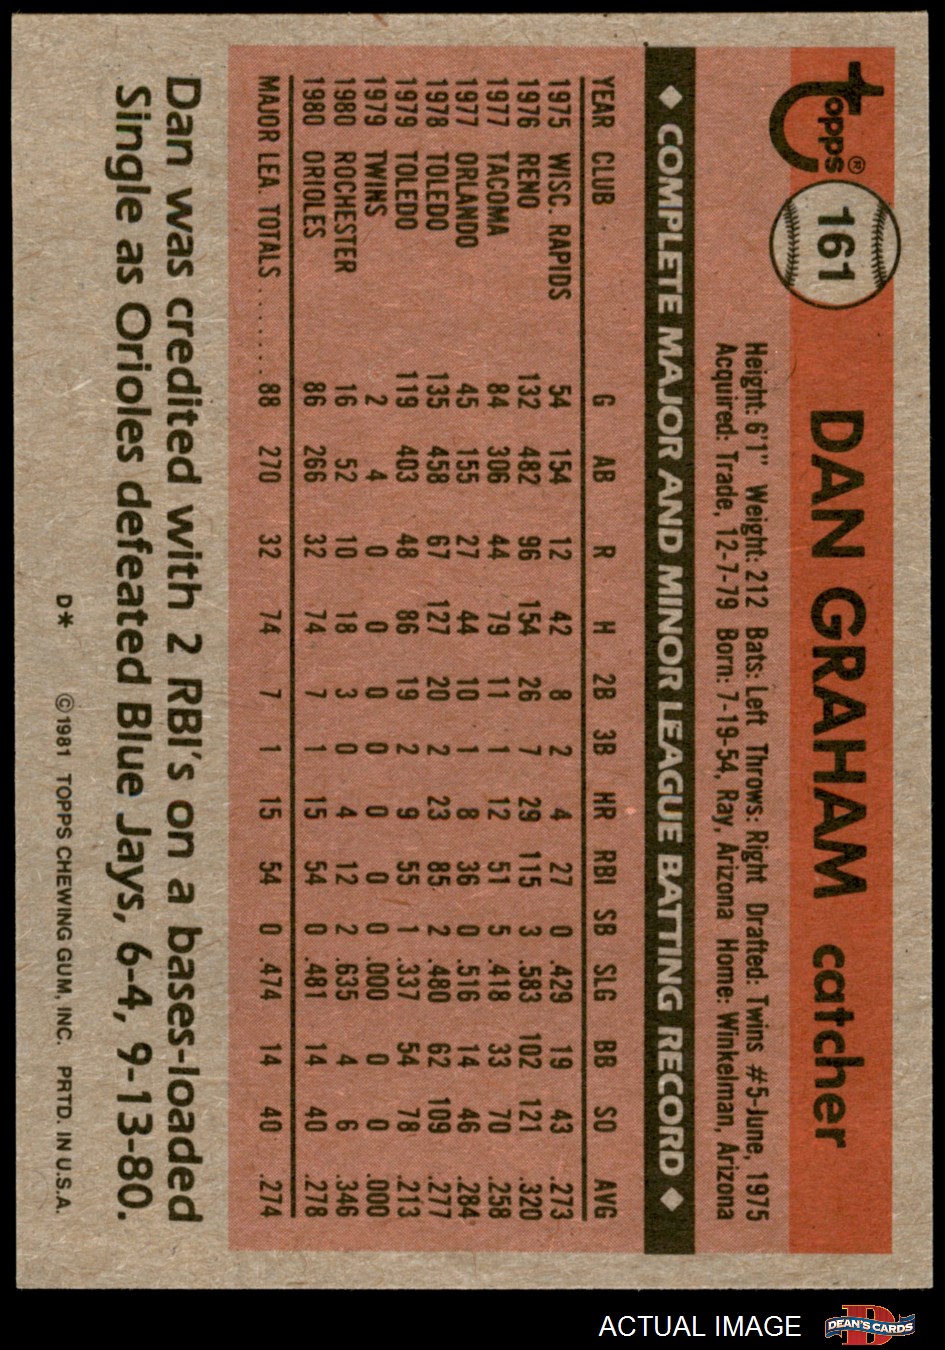 topps® 161 DAN GRAHAM catcher
Height: 6'1" Weight: 212 Bats: Left Throws: Right Drafted: Twins #5-June, 1975
Acquired: Trade, 12-7-79 Born: 7-19-54, Ray, Arizona Home: Winkelman, Arizona
◆ COMPLETE MAJOR AND MINOR LEAGUE BATTING RECORD ◆
YEAR CLUB G AB R H 2B 3B HR RBI SB SLG BB SO AVG
1975 WISC. RAPIDS 54 154 12 42 8 2 4 27 0 .429 19 43 .273
1976 RENO 132 482 96 154 26 7 29 115 3 .583 102 121 .320
1977 TACOMA 84 306 44 79 11 1 12 51 5 .418 33 70 .258
1977 ORLANDO 45 155 27 44 10 1 8 36 0 .516 14 46 .284
1978 TOLEDO 135 458 67 127 20 2 23 85 2 .480 62 109 .277
1979 TOLEDO 119 403 48 86 19 2 9 55 1 .337 54 78 .213
1979 TWINS 2 4 0 0 0 0 0 0 0 .000 0 0 .000
1980 ROCHESTER 16 52 10 18 3 0 4 12 2 .635 4 6 .346
1980 ORIOLES 86 266 32 74 7 1 15 54 0 .481 14 40 .278
MAJOR LEA. TOTALS ...... 88 270 32 74 7 1 15 54 0 .474 14 40 .274
Dan was credited with 2 RBI's on a bases-loaded
Single as Orioles defeated Blue Jays, 6-4, 9-13-80.
D* ©1981 TOPPS CHEWING GUM, INC. PRTD. IN U.S.A.
ACTUAL IMAGE DEAN'S CARDS